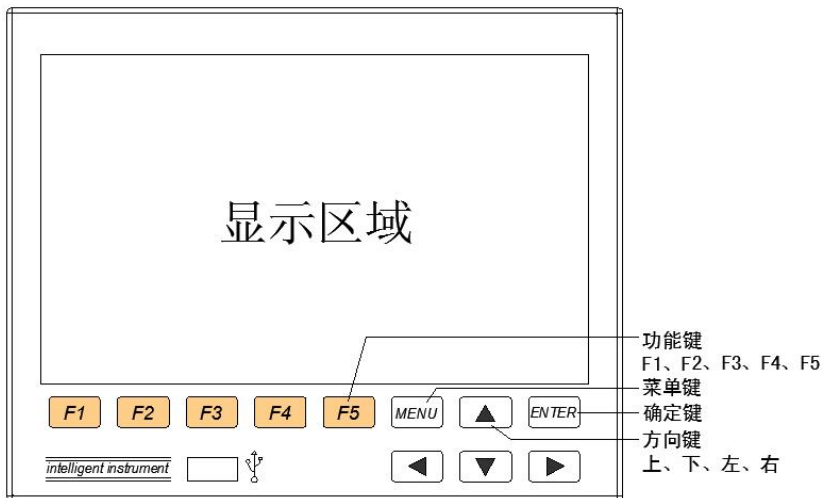 显示区域
功能键
F1、F2、F3、F4、F5
菜单键
F1 F2 F3 F4 F5 MENU ENTER
确定键
方向键
上、下、左、右
intelligent instrument